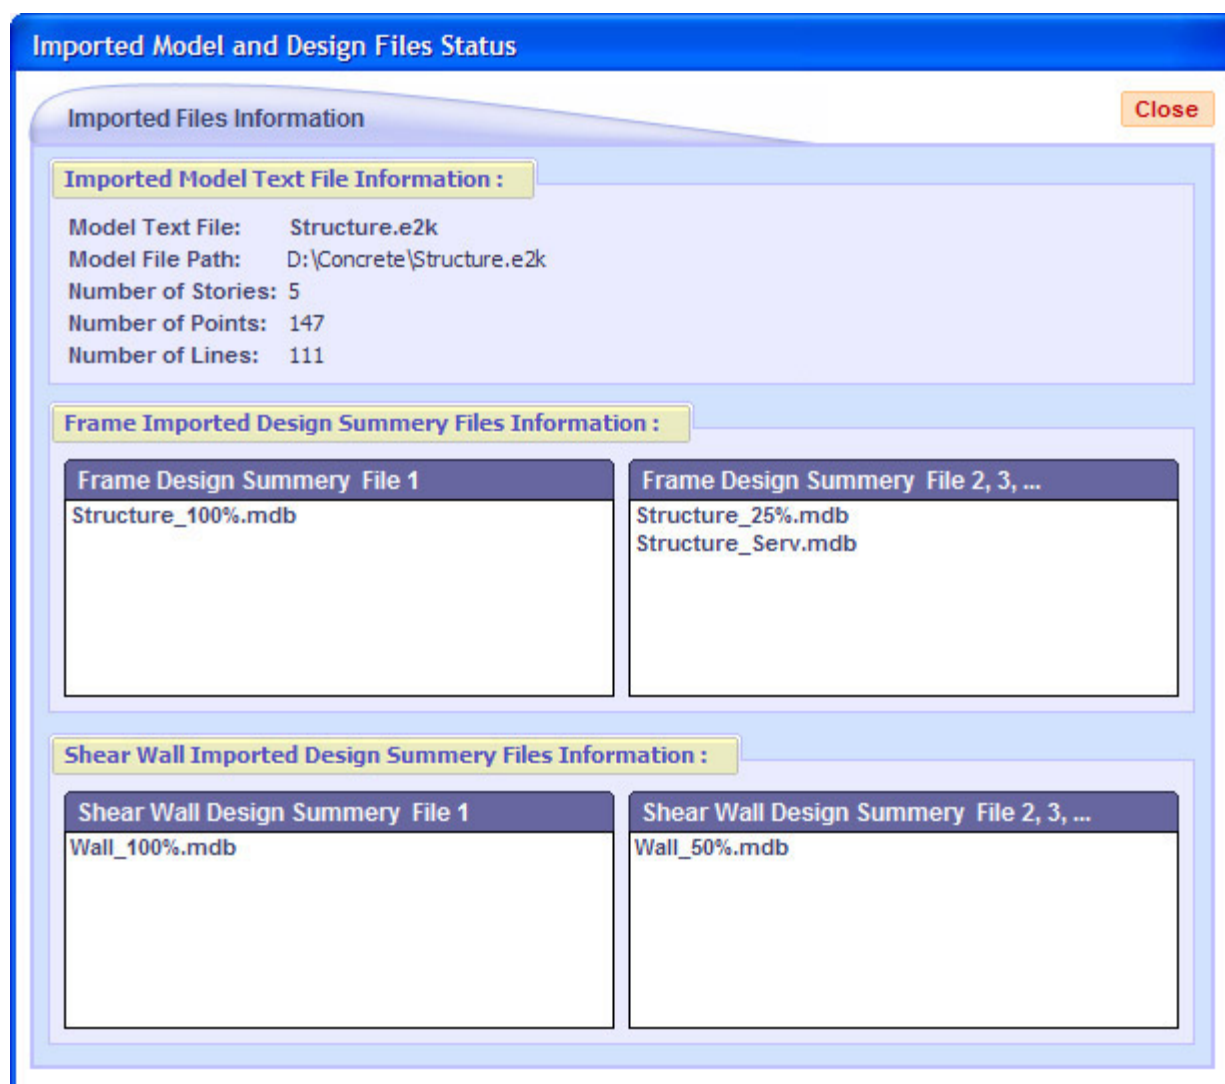 Imported Model and Design Files Status
Imported Files Information
Close
Imported Model Text File Information :
Model Text File: Structure.e2k
Model File Path: D:\Concrete\Structure.e2k
Number of Stories: 5
Number of Points: 147
Number of Lines: 111
Frame Imported Design Summery Files Information :
Frame Design Summery File 1
Structure_100%.mdb
Frame Design Summery File 2, 3, ...
Structure_25%.mdb
Structure_Serv.mdb
Shear Wall Imported Design Summery Files Information :
Shear Wall Design Summery File 1
Wall_100%.mdb
Shear Wall Design Summery File 2, 3, ...
Wall_50%.mdb